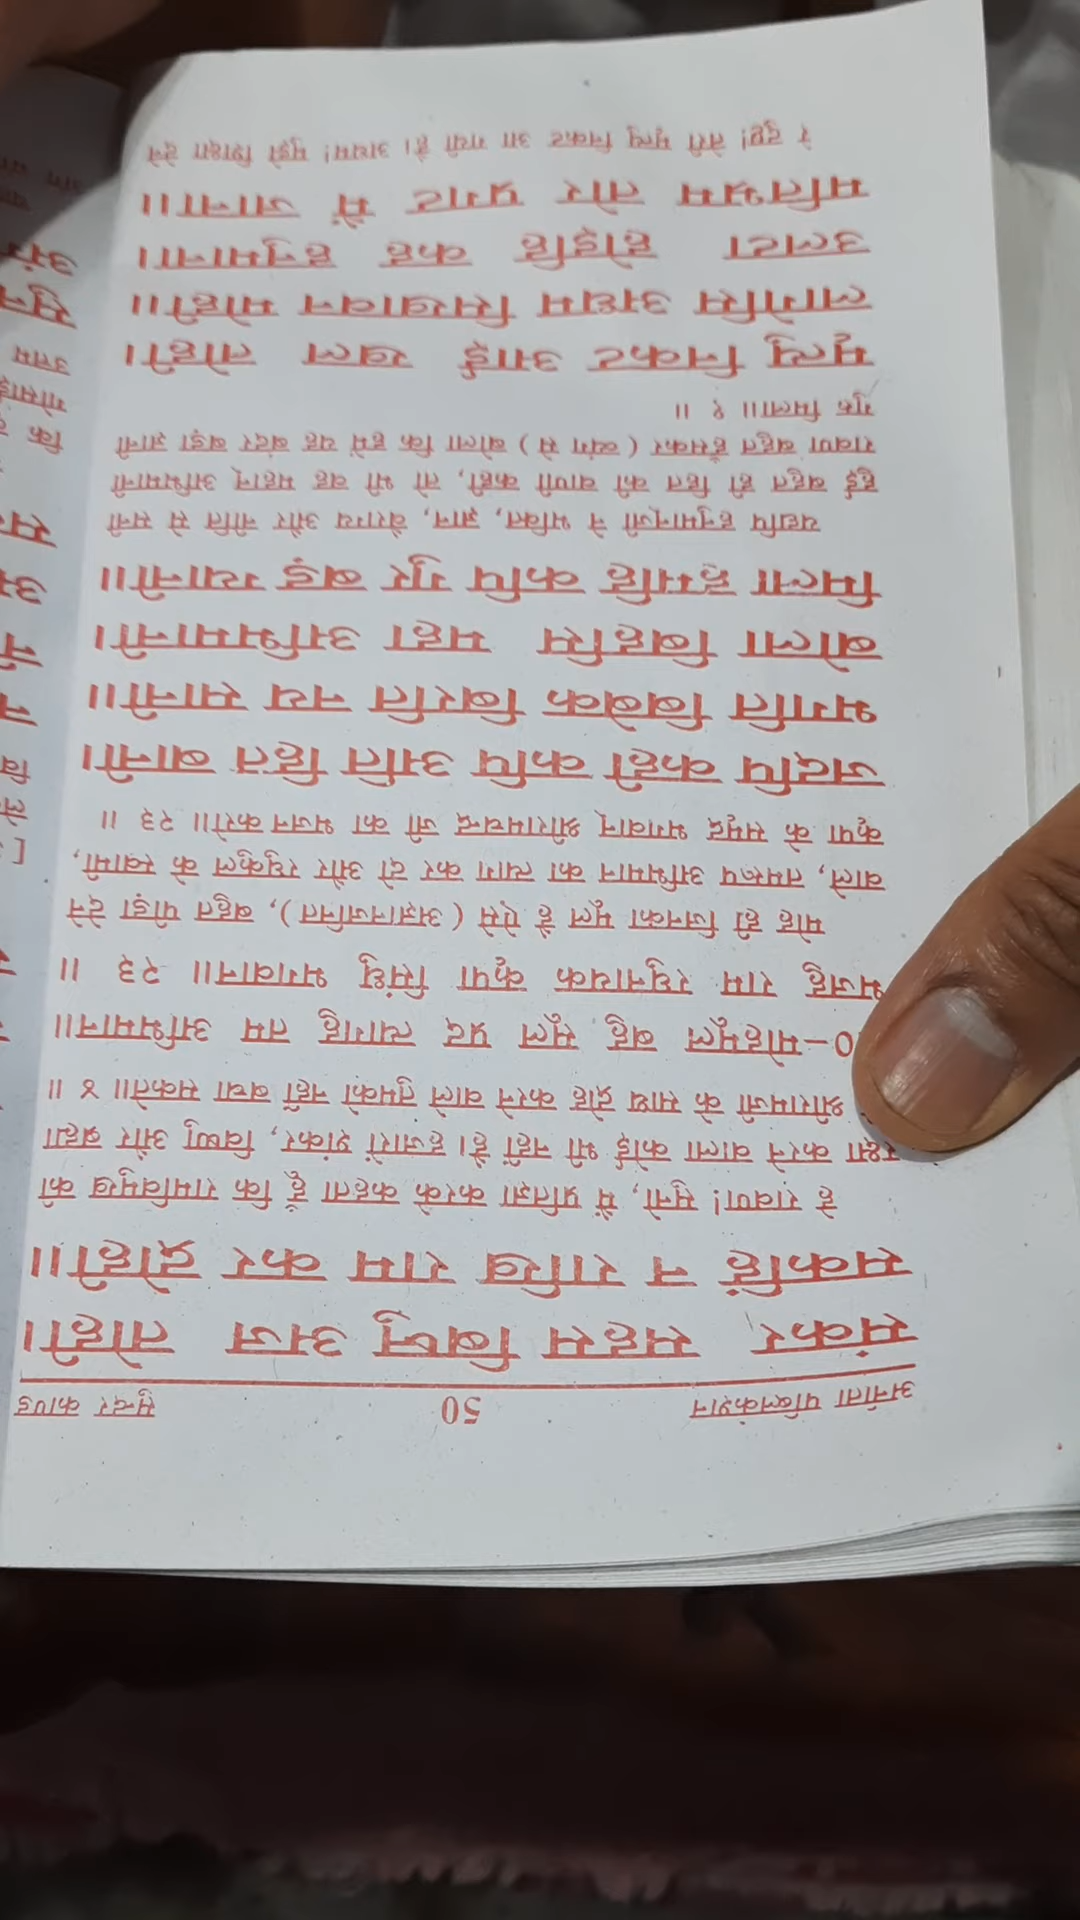 अनीता पब्लिकेशन 50 सुन्दर काण्ड
संकर सहस बिष्नु अज तोही।
सकहिं न राखि राम कर द्रोही॥
हे रावण! सुनो, मैं प्रतिज्ञा करके कहता हूँ कि रामविमुख की
रक्षा करने वाला कोई भी नहीं है। हजारों शंकर, विष्णु और ब्रह्मा
श्रीरामजी के साथ द्रोह करने वाले तुमको नहीं बचा सकते॥ ४ ॥
०-मोहमूल बहु सूल प्रद त्यागहु तम अभिमान॥
भजहु राम रघुनायक कृपा सिंधु भगवान॥ २३ ॥
मोह ही जिनका मूल है ऐसे ( अज्ञानजनित ), बहुत पीड़ा देने
वाले, तमरूप अभिमान का त्याग कर दो और रघुकुल के स्वामी,
कृपा के समुद्र भगवान् श्रीरामचन्द्र जी का भजन करो॥ २३ ॥
जदपि कही कपि अति हित बानी।
भगति बिबेक बिरति नय सानी॥
बोला बिहसि महा अभिमानी।
मिला हमहि कपि गुर बड़ ग्यानी॥
यद्यपि हनुमानजी ने भक्ति, ज्ञान, वैराग्य और नीति से सनी
हुई बहुत ही हित की वाणी कही, तो भी वह महान् अभिमानी
रावण बहुत हँसकर ( व्यंग से ) बोला कि हमें यह बंदर बड़ा ज्ञानी
गुरु मिला॥ १ ॥
मृत्यु निकट आई खल तोही।
लागेसि अधम सिखावन मोही॥
उलटा होइहि कह हनुमाना।
मतिभ्रम तोर प्रगट मैं जाना॥
रे दुष्ट! तेरी मृत्यु निकट आ गयी है। अधम! मुझे शिक्षा देने